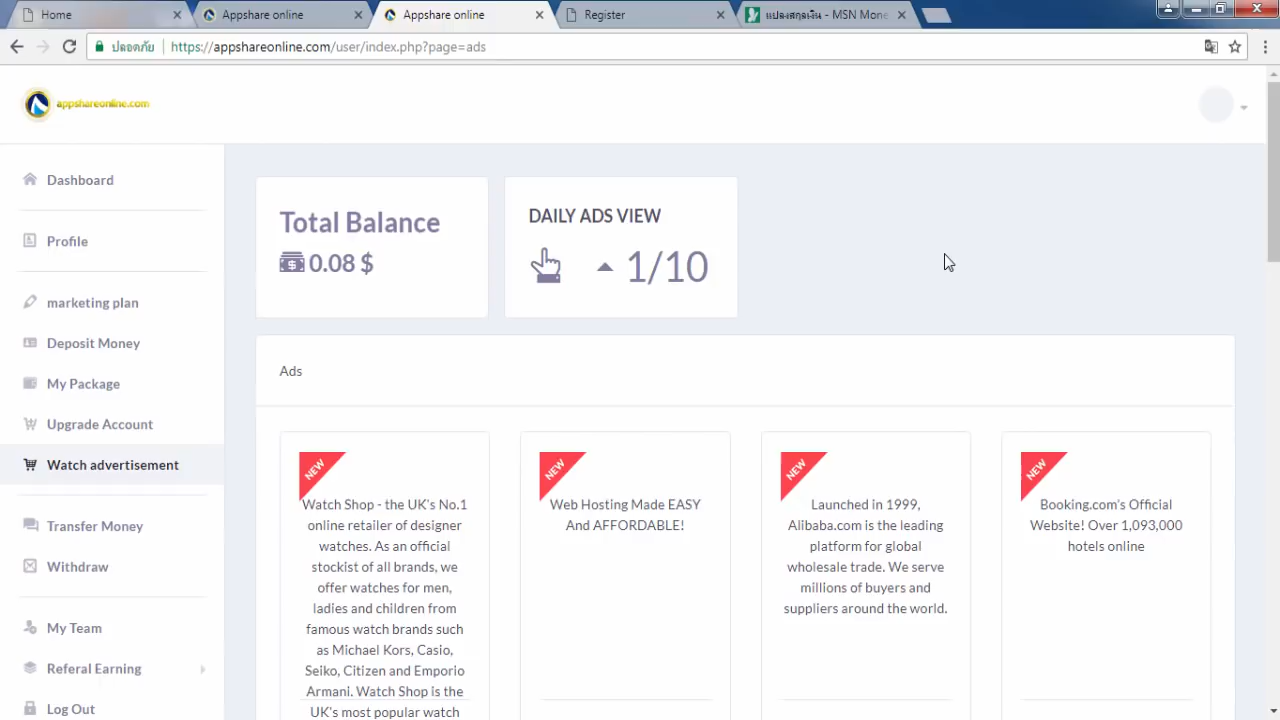 Home
Appshare online
Appshare online
Register
แปลงสกุลเงิน - MSN Mone
ปลอดภัย
https://appshareonline.com/user/index.php?page=ads
appshareonline.com
Dashboard
Profile
marketing plan
Deposit Money
My Package
Upgrade Account
Watch advertisement
Transfer Money
Withdraw
My Team
Referal Earning
Log Out
Total Balance
0.08 $
DAILY ADS VIEW
1/10
Ads
NEW
Watch Shop - the UK's No.1
online retailer of designer
watches. As an official
stockist of all brands, we
offer watches for men,
ladies and children from
famous watch brands such
as Michael Kors, Casio,
Seiko, Citizen and Emporio
Armani. Watch Shop is the
UK's most popular watch
NEW
Web Hosting Made EASY
And AFFORDABLE!
NEW
Launched in 1999,
Alibaba.com is the leading
platform for global
wholesale trade. We serve
millions of buyers and
suppliers around the world.
NEW
Booking.com's Official
Website! Over 1,093,000
hotels online